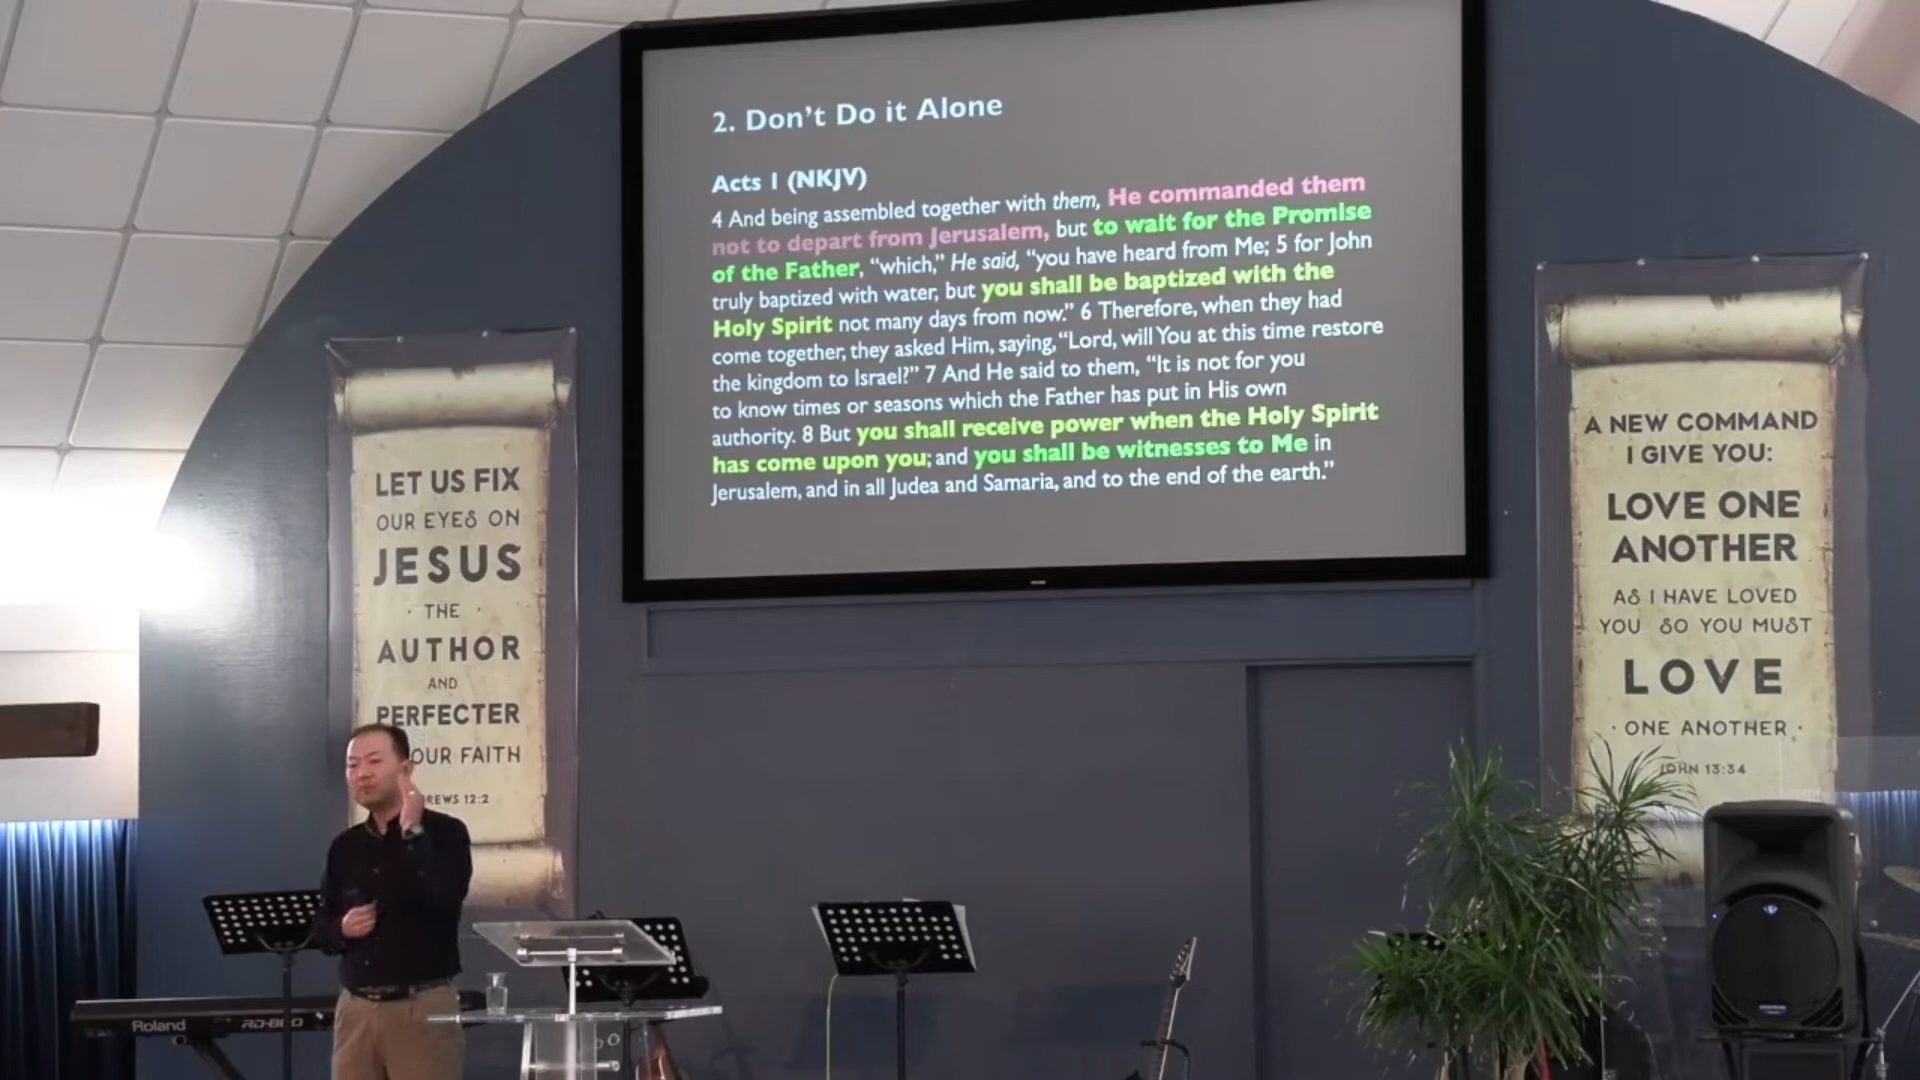 2. Don't Do it Alone
Acts 1 (NKJV)
4 And being assembled together with them, He commanded them
not to depart from Jerusalem, but to wait for the Promise
of the Father, “which,” He said, “you have heard from Me; 5 for John
truly baptized with water, but you shall be baptized with the
Holy Spirit not many days from now.” 6 Therefore, when they had
come together, they asked Him, saying, “Lord, will You at this time restore
the kingdom to Israel?” 7 And He said to them, “It is not for you
to know times or seasons which the Father has put in His own
authority. 8 But you shall receive power when the Holy Spirit
has come upon you; and you shall be witnesses to Me in
Jerusalem, and in all Judea and Samaria, and to the end of the earth.”
LET US FIX
OUR EYES ON
JESUS
· THE ·
AUTHOR
AND
PERFECTER
OUR FAITH
REWS 12:2
A NEW COMMAND
I GIVE YOU:
LOVE ONE
ANOTHER
AS I HAVE LOVED
YOU SO YOU MUST
LOVE
· ONE ANOTHER ·
JOHN 13:34
Roland RD-800